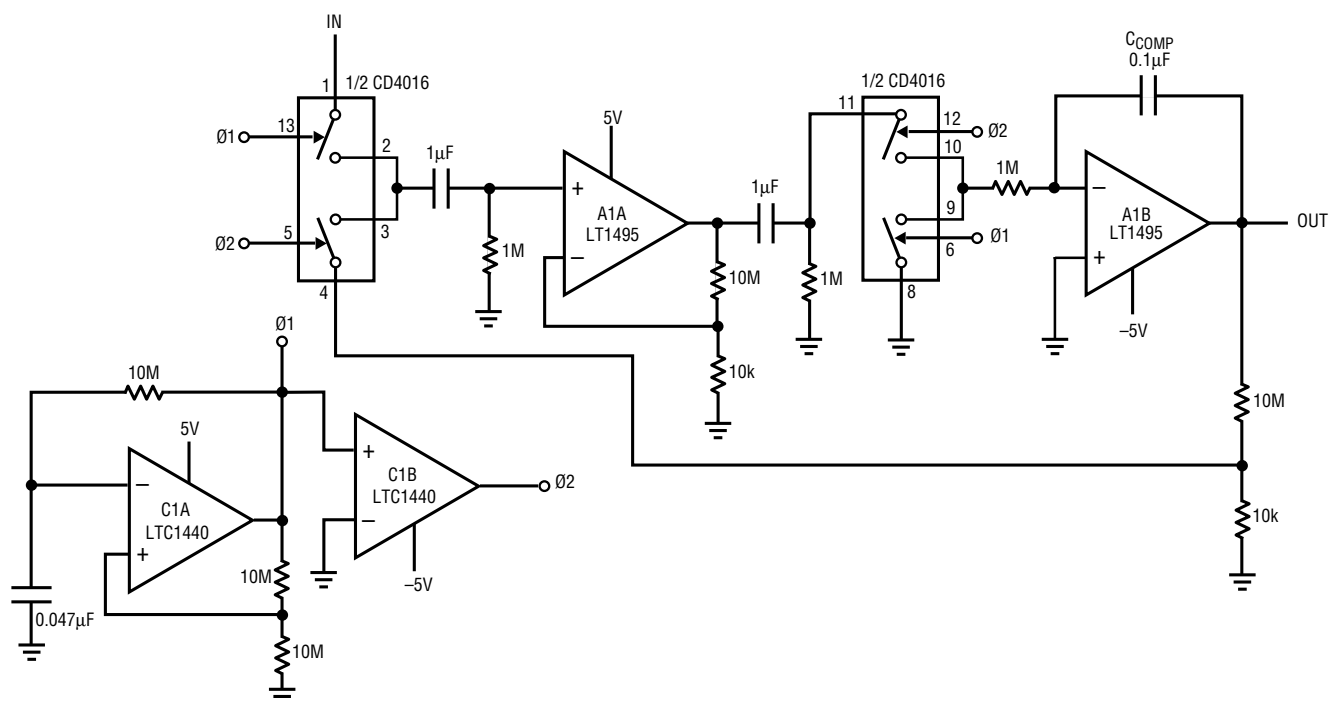 IN
1
1/2 CD4016
Ø1
13
2
Ø2
5
3
4
1µF
1M
5V
+
A1A
LT1495
–
10M
10k
1µF
1M
1/2 CD4016
11
12
Ø2
10
9
Ø1
6
8
1M
CCOMP
0.1µF
–
A1B
LT1495
+
–5V
OUT
10M
10k
Ø1
10M
5V
–
C1A
LTC1440
+
0.047µF
10M
10M
+
C1B
LTC1440
–
–5V
Ø2